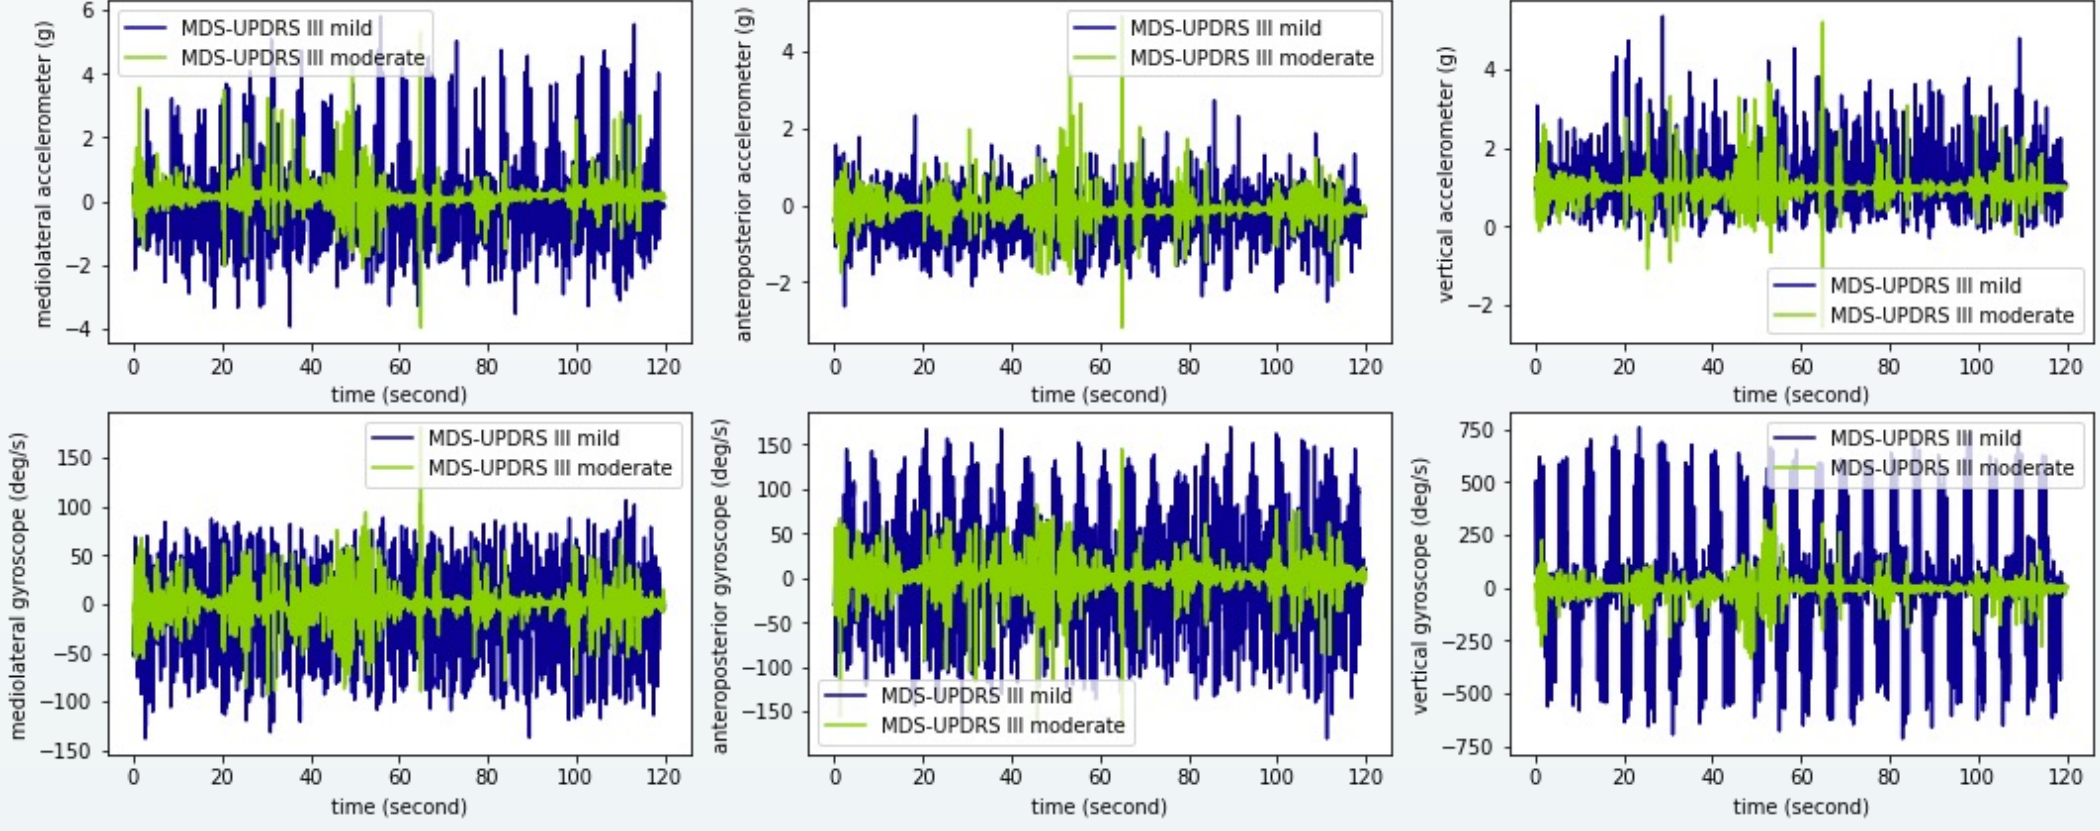 mediolateral accelerometer (g)
6
4
2
0
−2
−4
MDS-UPDRS III mild
MDS-UPDRS III moderate
0 20 40 60 80 100 120
time (second)
anteroposterior accelerometer (g)
4
2
0
−2
MDS-UPDRS III mild
MDS-UPDRS III moderate
0 20 40 60 80 100 120
time (second)
vertical accelerometer (g)
4
2
0
−2
MDS-UPDRS III mild
MDS-UPDRS III moderate
0 20 40 60 80 100 120
time (second)
mediolateral gyroscope (deg/s)
150
100
50
0
−50
−100
−150
MDS-UPDRS III mild
MDS-UPDRS III moderate
0 20 40 60 80 100 120
time (second)
anteroposterior gyroscope (deg/s)
150
100
50
0
−50
−100
−150
MDS-UPDRS III mild
MDS-UPDRS III moderate
0 20 40 60 80 100 120
time (second)
vertical gyroscope (deg/s)
750
500
250
0
−250
−500
−750
MDS-UPDRS III mild
MDS-UPDRS III moderate
0 20 40 60 80 100 120
time (second)